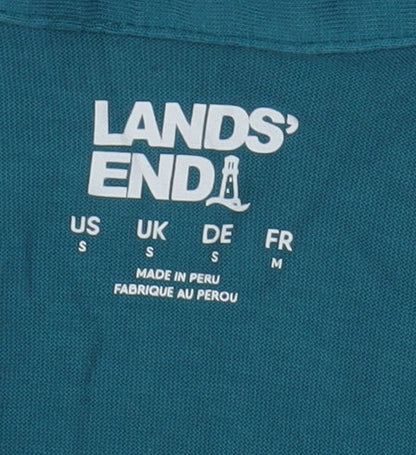 LANDS'
END
US UK DE FR
S S S M
MADE IN PERU
FABRIQUE AU PEROU